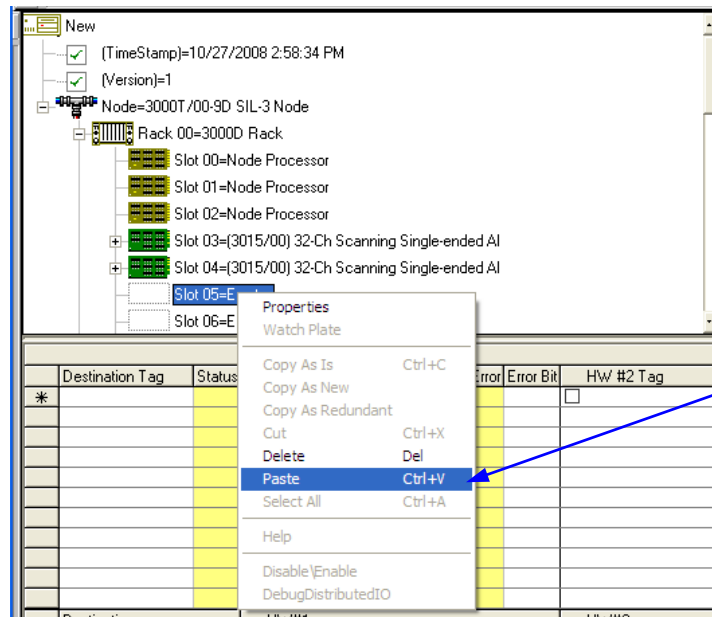 New
(TimeStamp)=10/27/2008 2:58:34 PM
(Version)=1
Node=3000T/00-9D SIL-3 Node
Rack 00=3000D Rack
Slot 00=Node Processor
Slot 01=Node Processor
Slot 02=Node Processor
Slot 03=(3015/00) 32-Ch Scanning Single-ended AI
Slot 04=(3015/00) 32-Ch Scanning Single-ended AI
Slot 05=E
Slot 06=E
Properties
Watch Plate
Copy As Is Ctrl+C
Copy As New
Copy As Redundant
Cut Ctrl+X
Delete Del
Paste Ctrl+V
Select All Ctrl+A
Help
Disable\Enable
DebugDistributedIO
Destination Tag Status Error Error Bit HW #2 Tag
*